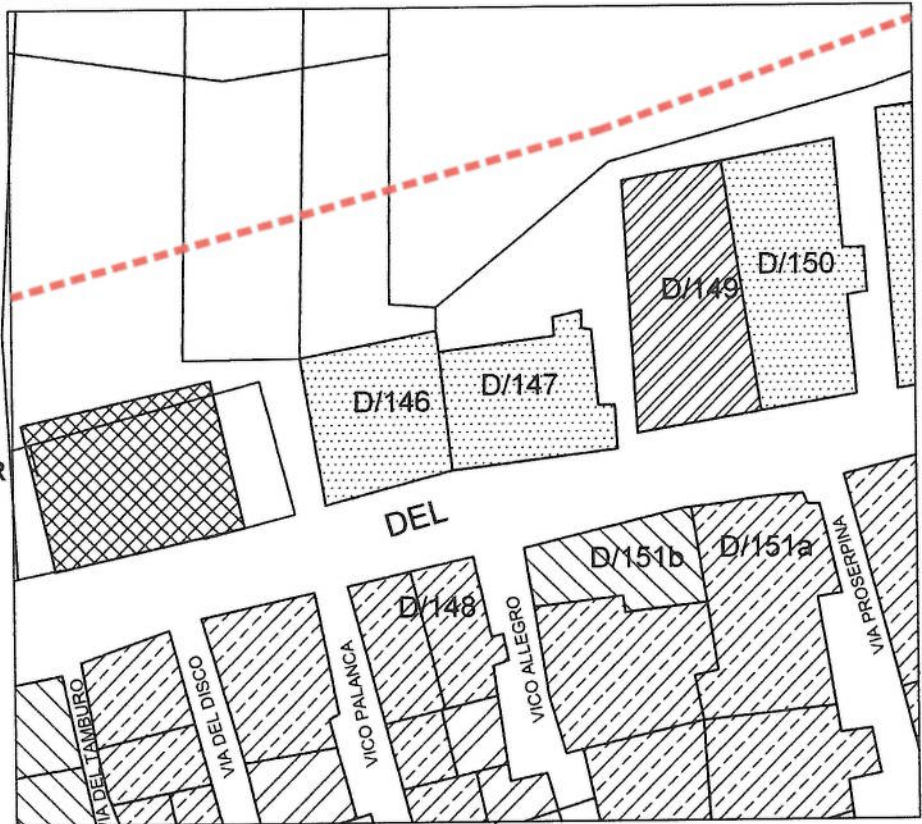 D/150
D/149
D/147
D/146
R
DEL
D/151b
D/151a
D/148
VIA PROSERPINA
VICO ALLEGRO
VICO PALANCA
VIA DEL DISCO
VIA DEL TAMBURO